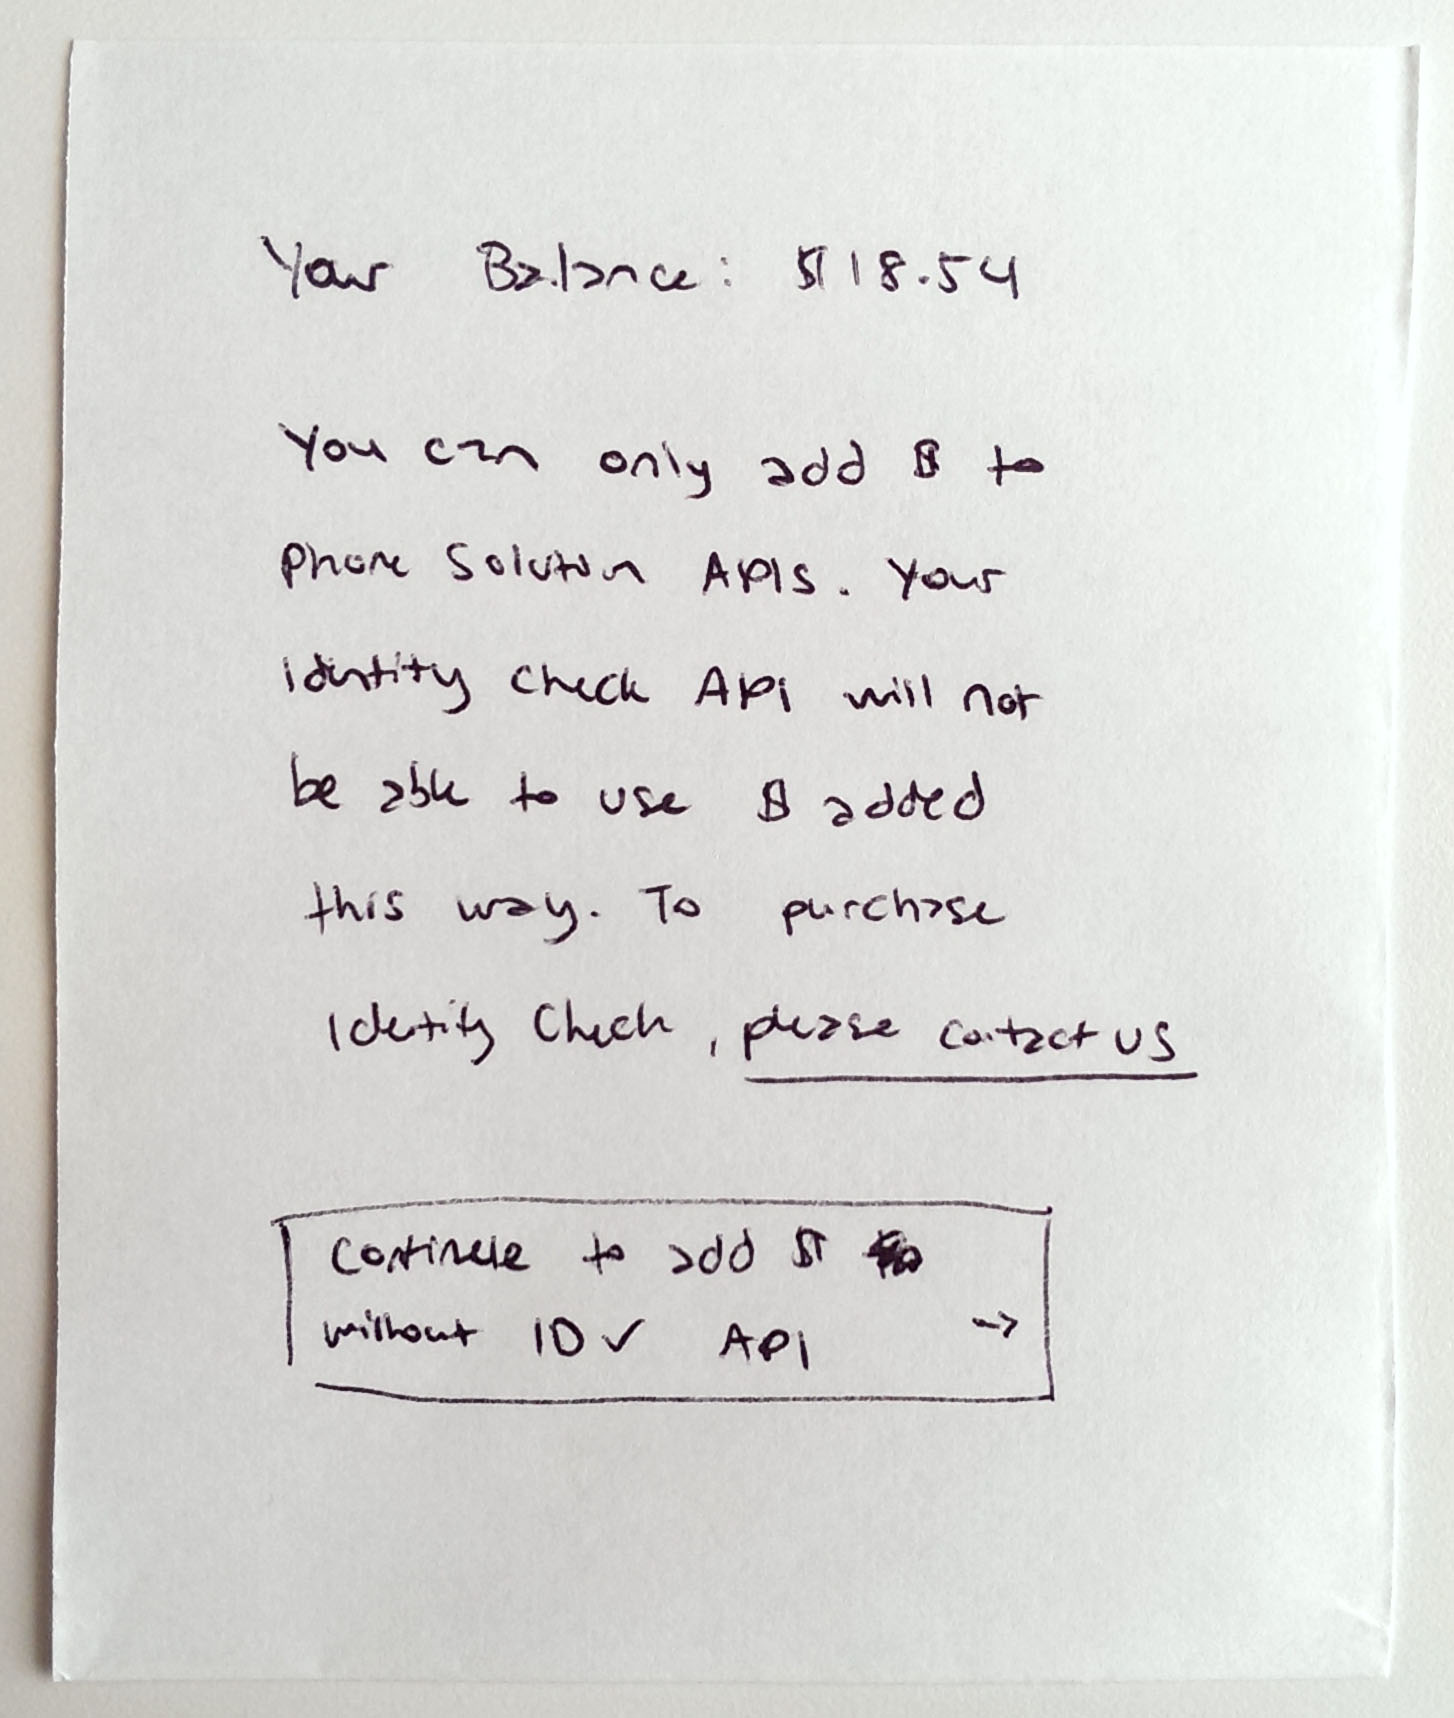 Your Balance: $18.54
You can only add $ to
Phone Solution APIs. Your
identity check API will not
be able to use $ added
this way. To purchase
Identity Check, please contact us
Continue to add $
without ID✓ API →